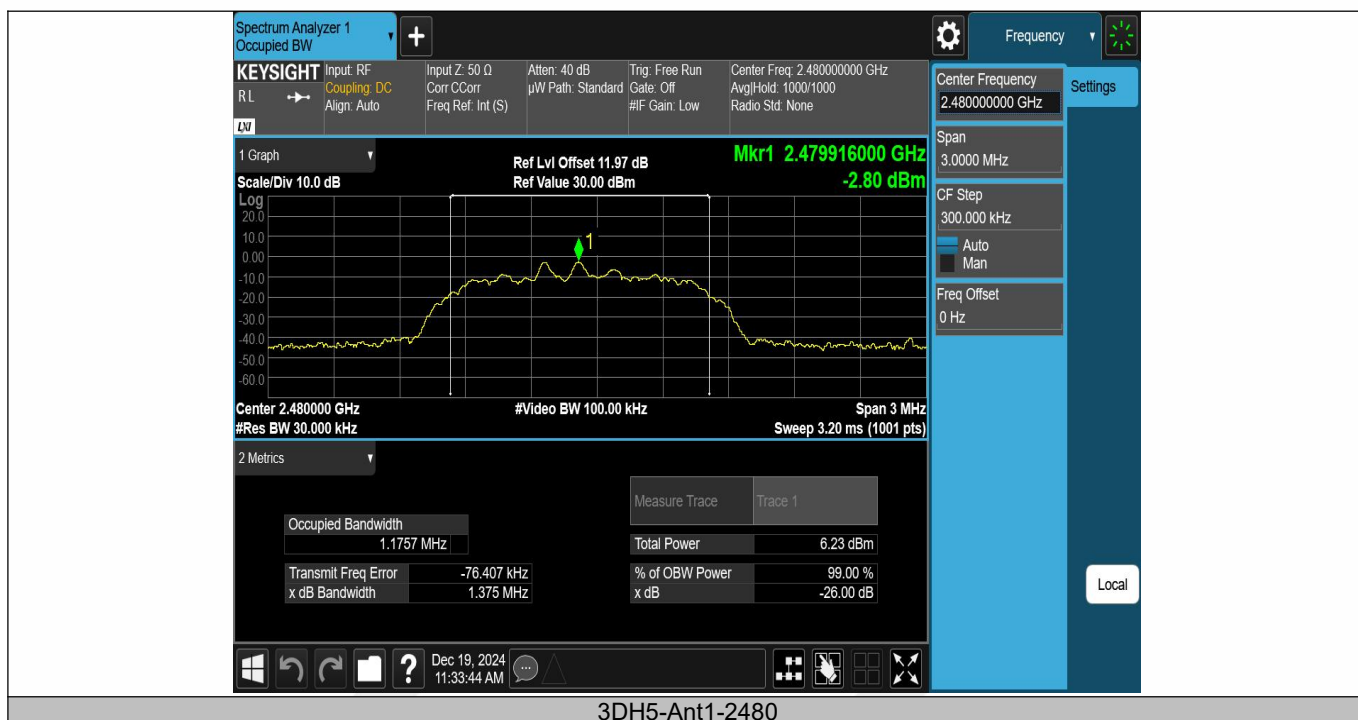 Spectrum Analyzer 1
Occupied BW
+
Frequency
KEYSIGHT
R L
LXI
Input: RF
Coupling: DC
Align: Auto
Input Z: 50 Ω
Corr CCorr
Freq Ref: Int (S)
Atten: 40 dB
µW Path: Standard
Trig: Free Run
Gate: Off
#IF Gain: Low
Center Freq: 2.480000000 GHz
Avg|Hold: 1000/1000
Radio Std: None
Center Frequency
2.480000000 GHz
Settings
Span
3.0000 MHz
CF Step
300.000 kHz
Auto
Man
Freq Offset
0 Hz
Local
1 Graph
Scale/Div 10.0 dB
Ref Lvl Offset 11.97 dB
Ref Value 30.00 dBm
Mkr1 2.479916000 GHz
-2.80 dBm
Log
20.0
10.0
0.00
-10.0
-20.0
-30.0
-40.0
-50.0
-60.0
1
Center 2.480000 GHz
#Res BW 30.000 kHz
#Video BW 100.00 kHz
Span 3 MHz
Sweep 3.20 ms (1001 pts)
2 Metrics
Measure Trace Trace 1
Occupied Bandwidth
1.1757 MHz
Total Power 6.23 dBm
Transmit Freq Error -76.407 kHz
% of OBW Power 99.00 %
x dB Bandwidth 1.375 MHz
x dB -26.00 dB
?
Dec 19, 2024
11:33:44 AM
3DH5-Ant1-2480